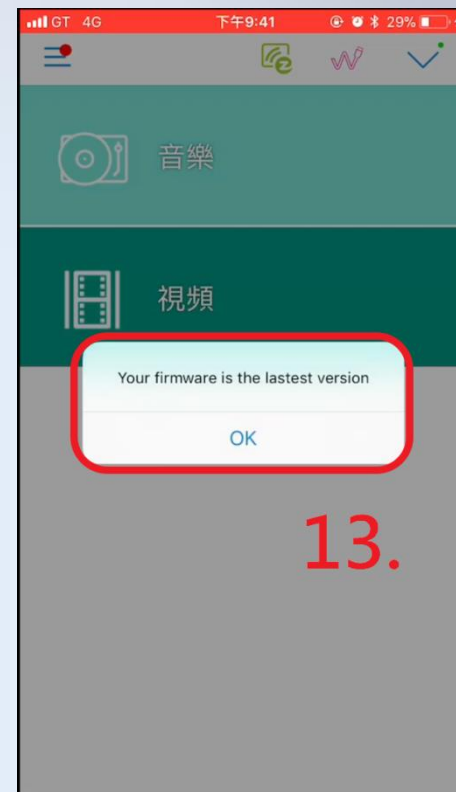 GT 4G 下午9:41 29%
音樂
視頻
Your firmware is the lastest version
OK
13.